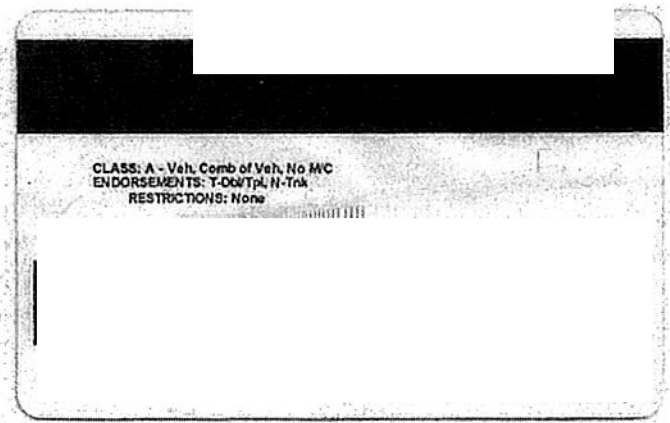 CLASS: A - Veh, Comb of Veh, No M/C
ENDORSEMENTS: T-Dbl/Tpl, N-Tnk
RESTRICTIONS: None